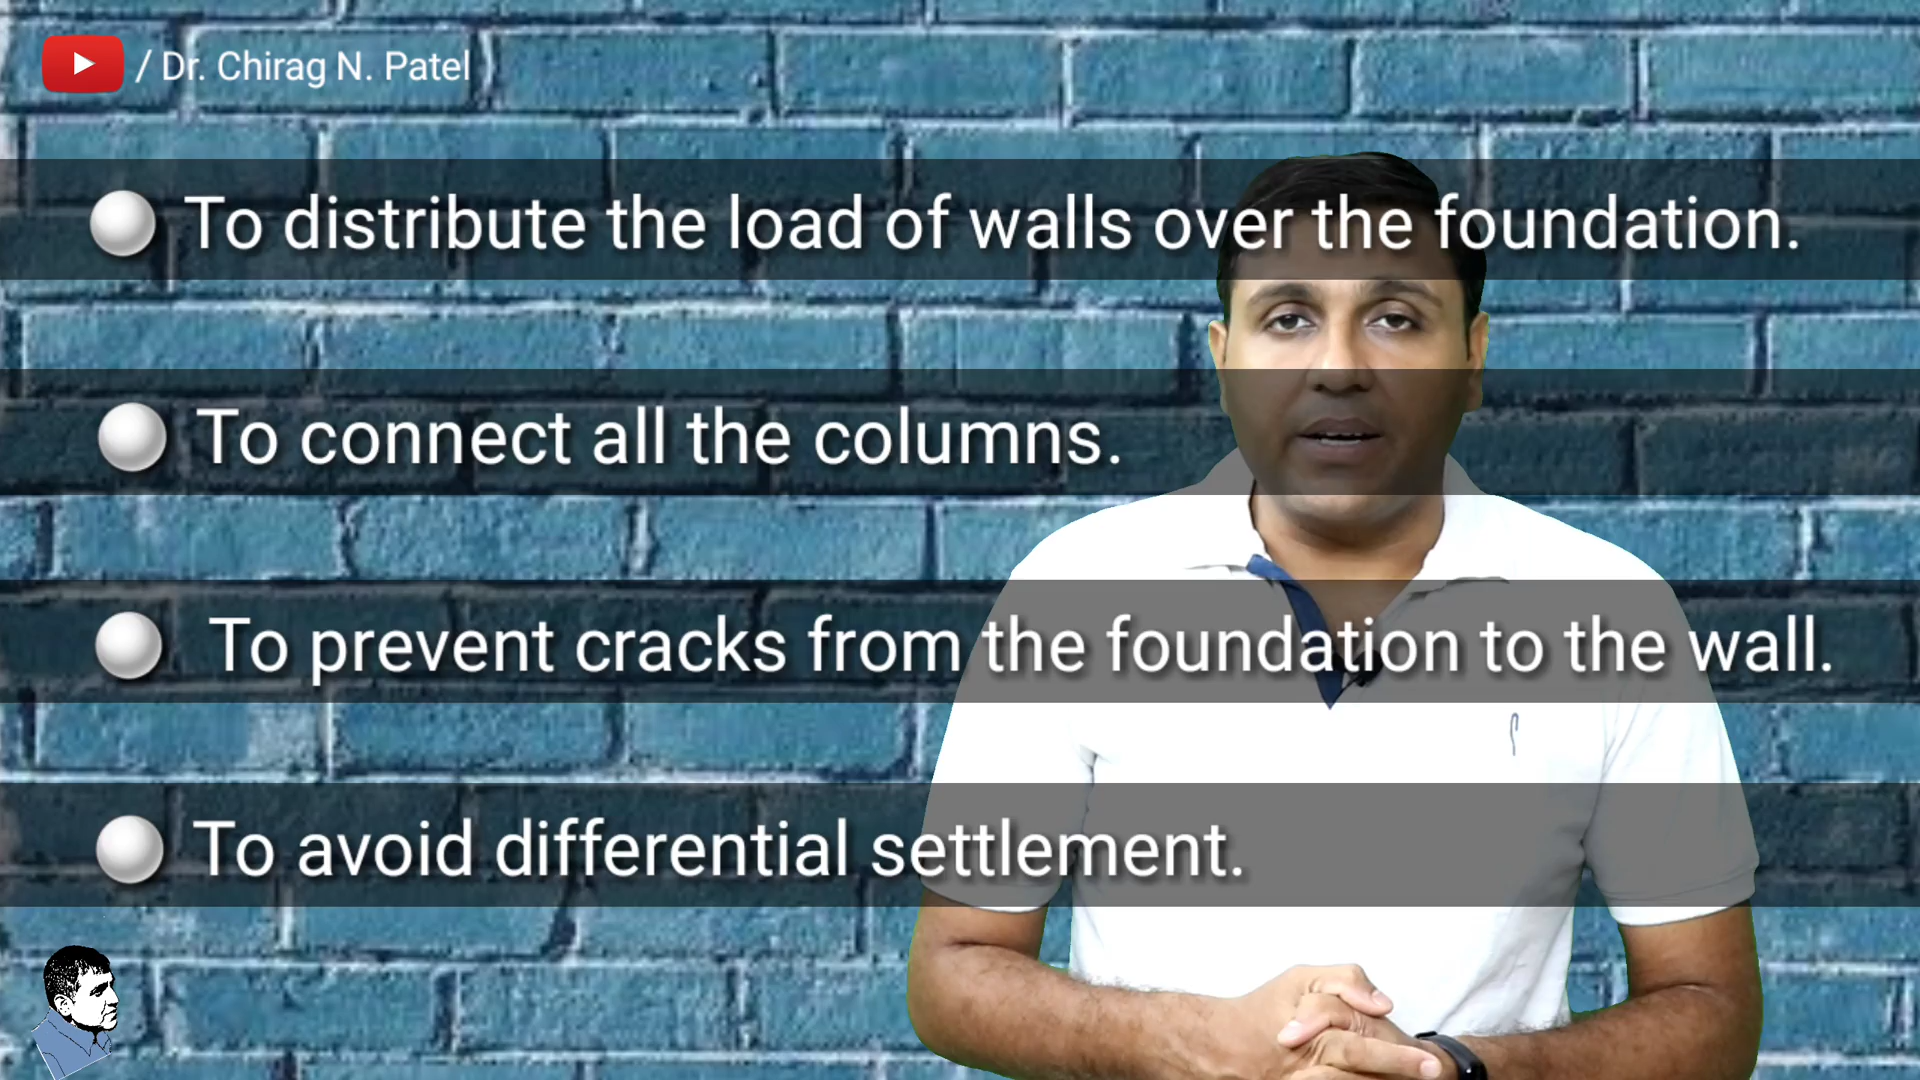 / Dr. Chirag N. Patel
To distribute the load of walls over the foundation.
To connect all the columns.
To prevent cracks from the foundation to the wall.
To avoid differential settlement.